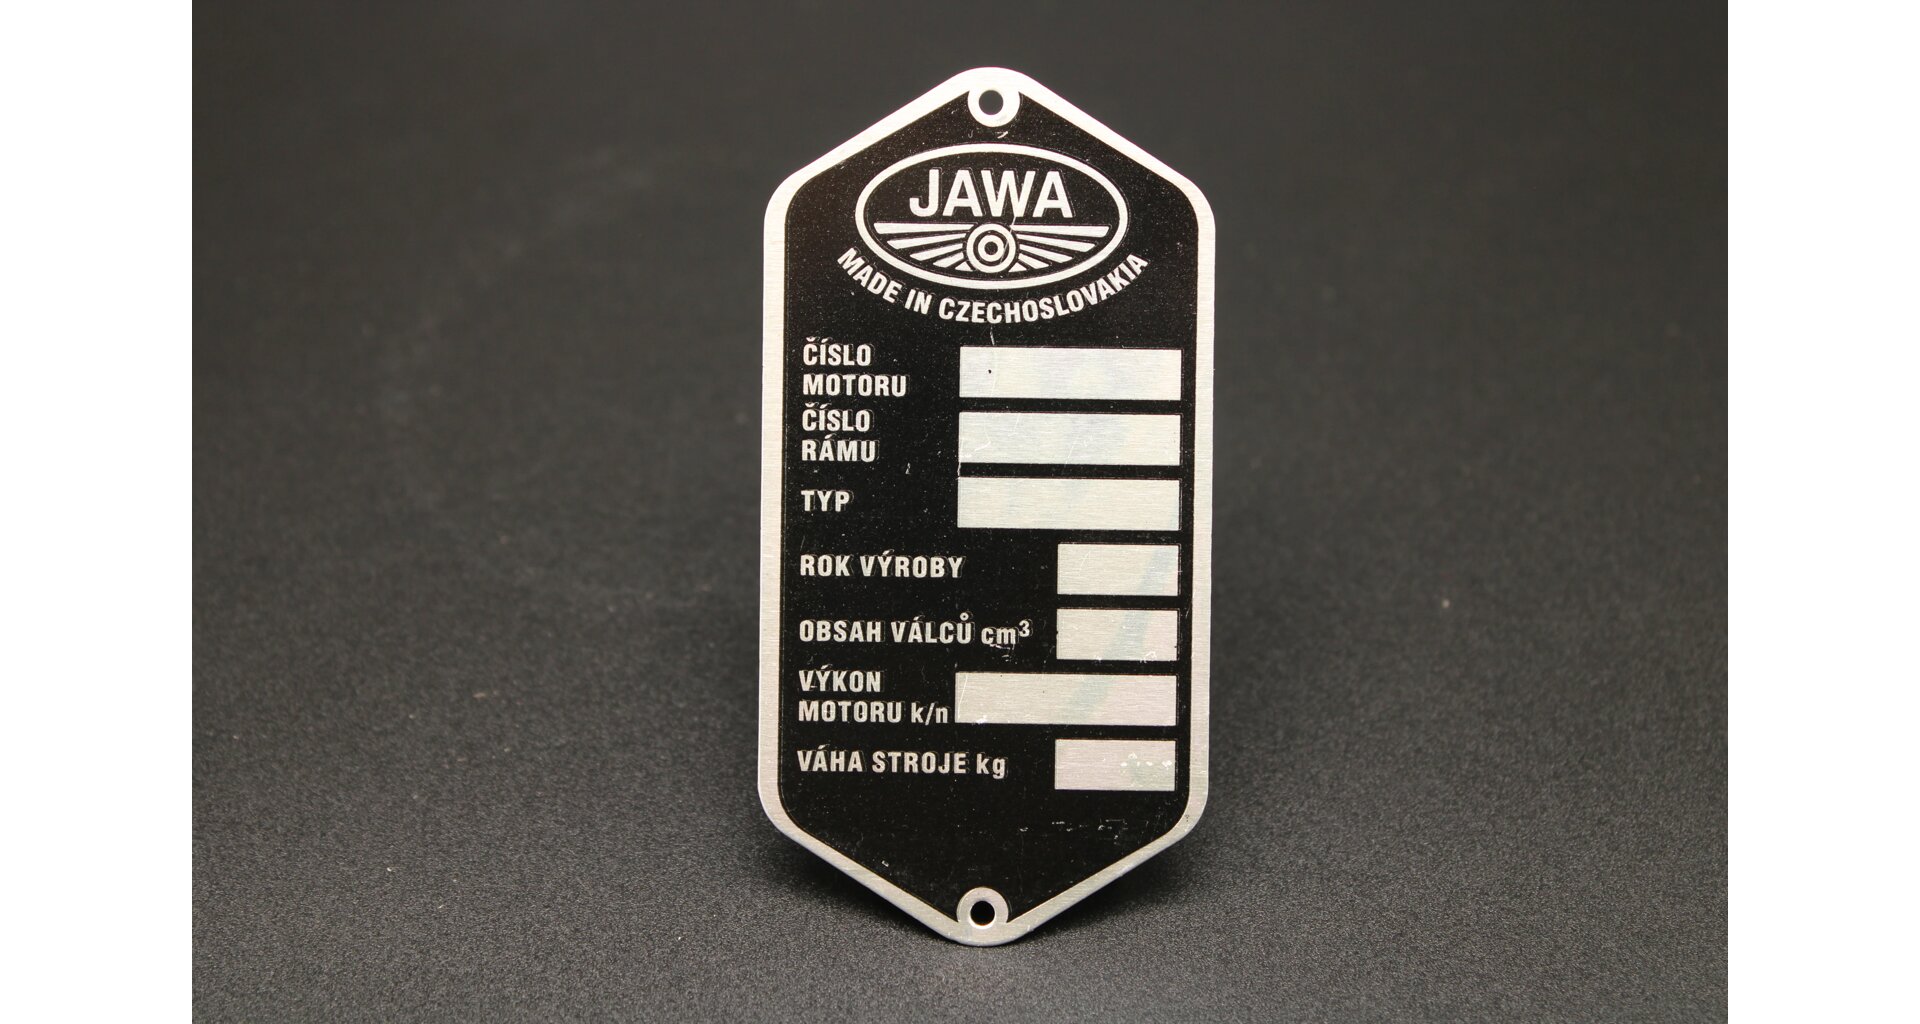 JAWA
MADE IN CZECHOSLOVAKIA
ČÍSLO
MOTORU
ČÍSLO
RÁMU
TYP
ROK VÝROBY
OBSAH VÁLCŮ cm³
VÝKON
MOTORU k/n
VÁHA STROJE kg